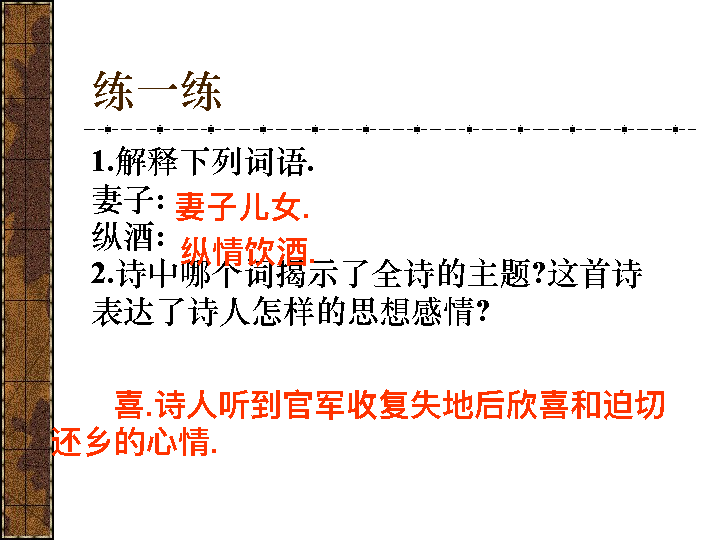 练一练
1.解释下列词语.
妻子: 妻子儿女.
纵酒: 纵情饮酒.
2.诗中哪个词揭示了全诗的主题?这首诗
表达了诗人怎样的思想感情?
喜.诗人听到官军收复失地后欣喜和迫切
还乡的心情.